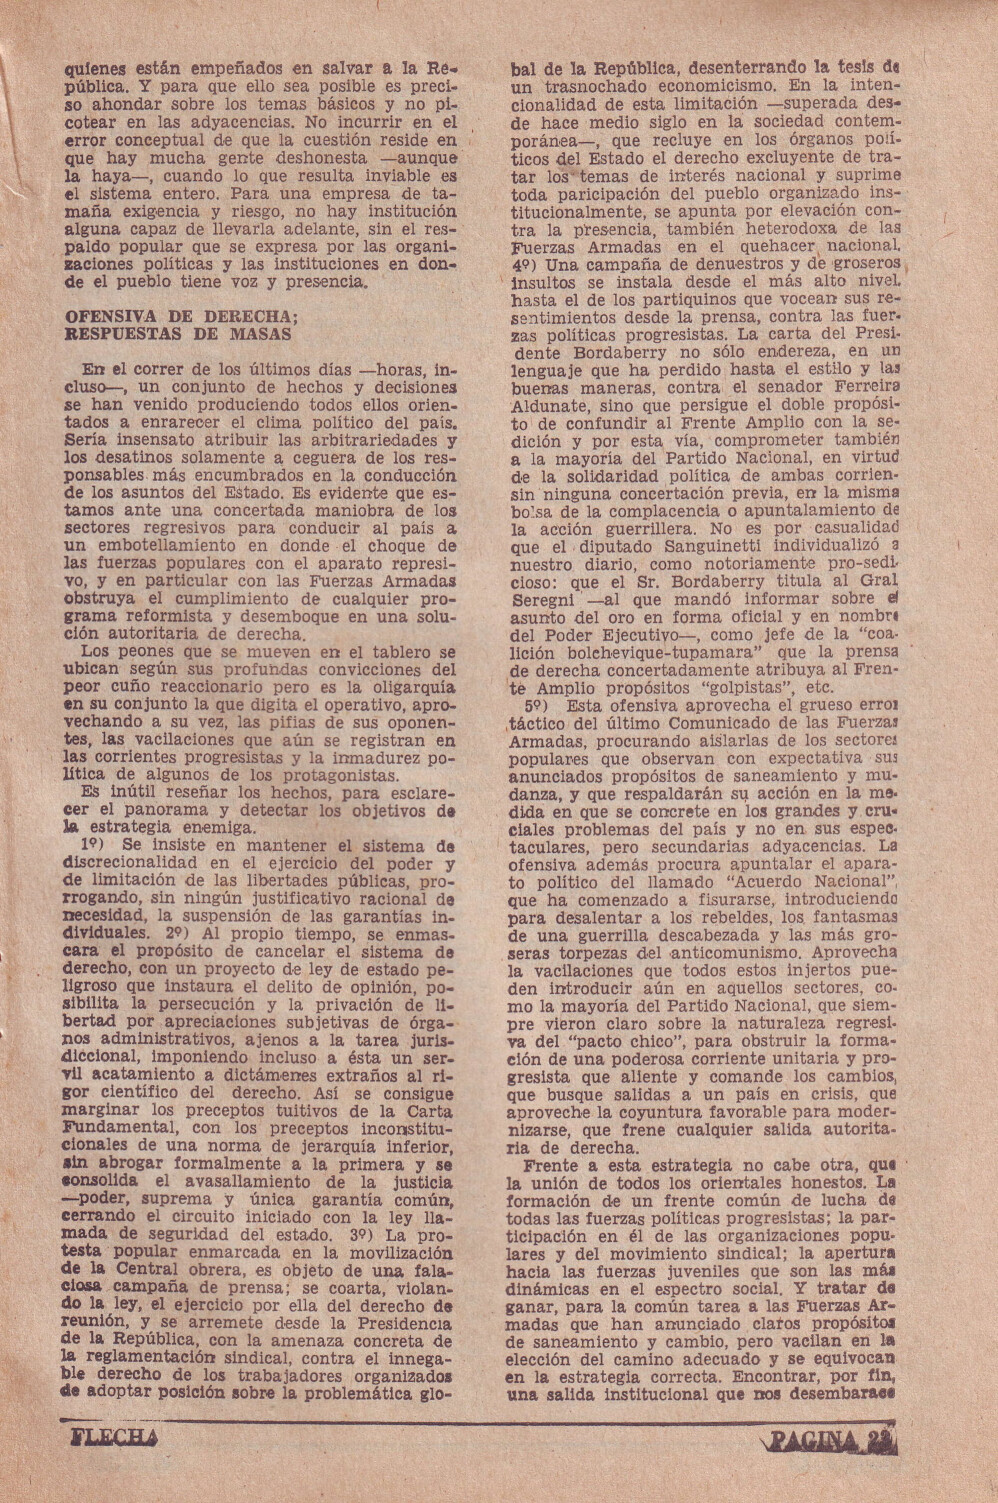 quienes están empeñados en salvar a la Re-
pública. Y para que ello sea posible es preci-
so ahondar sobre los temas básicos y no pi-
cotear en las adyacencias. No incurrir en el
error conceptual de que la cuestión reside en
que hay mucha gente deshonesta —aunque
la haya—, cuando lo que resulta inviable es
el sistema entero. Para una empresa de ta-
maña exigencia y riesgo, no hay institución
alguna capaz de llevarla adelante, sin el res-
paldo popular que se expresa por las organi-
zaciones políticas y las instituciones en don-
de el pueblo tiene voz y presencia.
OFENSIVA DE DERECHA;
RESPUESTAS DE MASAS
En el correr de los últimos días —horas, in-
cluso—, un conjunto de hechos y decisiones
se han venido produciendo todos ellos orien-
tados a enrarecer el clima político del país.
Sería insensato atribuir las arbitrariedades y
los desatinos solamente a ceguera de los res-
ponsables más encumbrados en la conducción
de los asuntos del Estado. Es evidente que es-
tamos ante una concertada maniobra de los
sectores regresivos para conducir al país a
un embotellamiento en donde el choque de
las fuerzas populares con el aparato represi-
vo, y en particular con las Fuerzas Armadas
obstruya el cumplimiento de cualquier pro-
grama reformista y desemboque en una solu-
ción autoritaria de derecha.
Los peones que se mueven en el tablero se
ubican según sus profundas convicciones del
peor cuño reaccionario pero es la oligarquía
en su conjunto la que digita el operativo, apro-
vechando a su vez, las pifias de sus oponen-
tes, las vacilaciones que aún se registran en
las corrientes progresistas y la inmadurez po-
lítica de algunos de los protagonistas.
Es inútil reseñar los hechos, para esclare-
cer el panorama y detectar los objetivos de
la estrategia enemiga.
1º) Se insiste en mantener el sistema de
discrecionalidad en el ejercicio del poder y
de limitación de las libertades públicas, pro-
rrogando, sin ningún justificativo racional de
necesidad, la suspensión de las garantías in-
dividuales. 2º) Al propio tiempo, se enmas-
cara el propósito de cancelar el sistema de
derecho, con un proyecto de ley de estado pe-
ligroso que instaura el delito de opinión, po-
sibilita la persecución y la privación de li-
bertad por apreciaciones subjetivas de órga-
nos administrativos, ajenos a la tarea juris-
diccional, imponiendo incluso a ésta un ser-
vil acatamiento a dictámenes extraños al ri-
gor científico del derecho. Así se consigue
marginar los preceptos tuitivos de la Carta
Fundamental, con los preceptos inconstitu-
cionales de una norma de jerarquía inferior,
sin abrogar formalmente a la primera y se
consolida el avasallamiento de la justicia
—poder, suprema y única garantía común,
cerrando el circuito iniciado con la ley lla-
mada de seguridad del estado. 3º) La pro-
testa popular enmarcada en la movilización
de la Central obrera, es objeto de una fala-
ciosa campaña de prensa; se coarta, violan-
do la ley, el ejercicio por ella del derecho de
reunión, y se arremete desde la Presidencia
de la República, con la amenaza concreta de
la reglamentación sindical, contra el innega-
ble derecho de los trabajadores organizados
de adoptar posición sobre la problemática glo-
bal de la República, desenterrando la tesis de
un trasnochado economicismo. En la inten-
cionalidad de esta limitación —superada des-
de hace medio siglo en la sociedad contem-
poránea—, que recluye en los órganos polí-
ticos del Estado el derecho excluyente de tra-
tar los temas de interés nacional y suprime
toda paricipación del pueblo organizado ins-
titucionalmente, se apunta por elevación con-
tra la presencia, también heterodoxa de las
Fuerzas Armadas en el quehacer nacional.
4º) Una campaña de denuestros y de groseros
insultos se instala desde el más alto nivel
hasta el de los partiquinos que vocean sus re-
sentimientos desde la prensa, contra las fuer-
zas políticas progresistas. La carta del Presi-
dente Bordaberry no sólo endereza, en un
lenguaje que ha perdido hasta el estilo y las
buenas maneras, contra el senador Ferreira
Aldunate, sino que persigue el doble propósi-
to de confundir al Frente Amplio con la se-
dición y por esta vía, comprometer también
a la mayoría del Partido Nacional, en virtud
de la solidaridad política de ambas corrien-
sin ninguna concertación previa, en la misma
bolsa de la complacencia o apuntalamiento de
la acción guerrillera. No es por casualidad
que el diputado Sanguinetti individualizó a
nuestro diario, como notoriamente pro-sedi-
cioso: que el Sr. Bordaberry titula al Gral
Seregni —al que mandó informar sobre el
asunto del oro en forma oficial y en nombre
del Poder Ejecutivo—, como jefe de la "coa-
lición bolchevique-tupamara" que la prensa
de derecha concertadamente atribuya al Fren-
te Amplio propósitos "golpistas", etc.
5º) Esta ofensiva aprovecha el grueso error
táctico del último Comunicado de las Fuerzas
Armadas, procurando aislarlas de los sectores
populares que observan con expectativa sus
anunciados propósitos de saneamiento y mu-
danza, y que respaldarán su acción en la me-
dida en que se concrete en los grandes y cru-
ciales problemas del país y no en sus espec-
taculares, pero secundarias adyacencias. La
ofensiva además procura apuntalar el apara-
to político del llamado "Acuerdo Nacional",
que ha comenzado a fisurarse, introduciendo
para desalentar a los rebeldes, los fantasmas
de una guerrilla descabezada y las más gro-
seras torpezas del anticomunismo. Aprovecha
la vacilaciones que todos estos injertos pue-
den introducir aún en aquellos sectores, co-
mo la mayoría del Partido Nacional, que siem-
pre vieron claro sobre la naturaleza regresi-
va del "pacto chico", para obstruir la forma-
ción de una poderosa corriente unitaria y pro-
gresista que aliente y comande los cambios,
que busque salidas a un país en crisis, que
aproveche la coyuntura favorable para moder-
nizarse, que frene cualquier salida autorita-
ria de derecha.
Frente a esta estrategia no cabe otra, que
la unión de todos los orientales honestos. La
formación de un frente común de lucha de
todas las fuerzas políticas progresistas; la par-
ticipación en él de las organizaciones popu-
lares y del movimiento sindical; la apertura
hacia las fuerzas juveniles que son las más
dinámicas en el espectro social. Y tratar de
ganar, para la común tarea a las Fuerzas Ar-
madas que han anunciado claros propósitos
de saneamiento y cambio, pero vacilan en la
elección del camino adecuado y se equivocan
en la estrategia correcta. Encontrar, por fin,
una salida institucional que nos desembarace
FLECHA
PAGINA 23